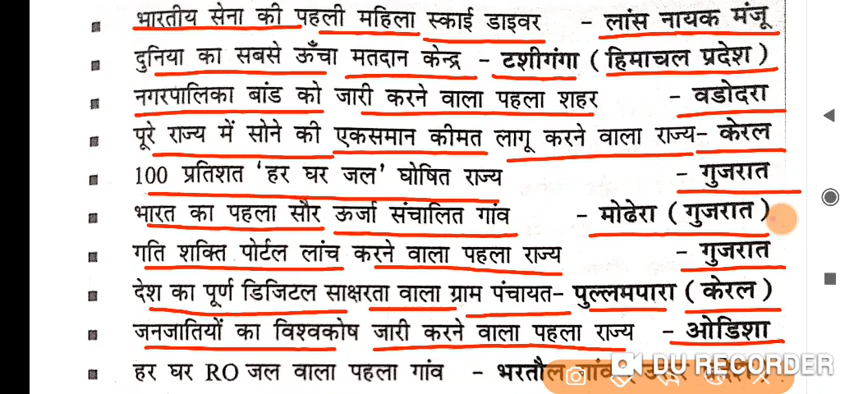 ▪ भारतीय सेना की पहली महिला स्काई डाइवर - लांस नायक मंजू
▪ दुनिया का सबसे ऊँचा मतदान केन्द्र - टशीगंगा (हिमाचल प्रदेश)
▪ नगरपालिका बांड को जारी करने वाला पहला शहर - वडोदरा
▪ पूरे राज्य में सोने की एकसमान कीमत लागू करने वाला राज्य- केरल
▪ 100 प्रतिशत 'हर घर जल' घोषित राज्य - गुजरात
▪ भारत का पहला सौर ऊर्जा संचालित गांव - मोढेरा (गुजरात)
▪ गति शक्ति पोर्टल लांच करने वाला पहला राज्य - गुजरात
▪ देश का पूर्ण डिजिटल साक्षरता वाला ग्राम पंचायत- पुल्लमपारा (केरल)
▪ जनजातियों का विश्वकोष जारी करने वाला पहला राज्य - ओडिशा
▪ हर घर RO जल वाला पहला गांव - भरतौल गांव
DU RECORDER